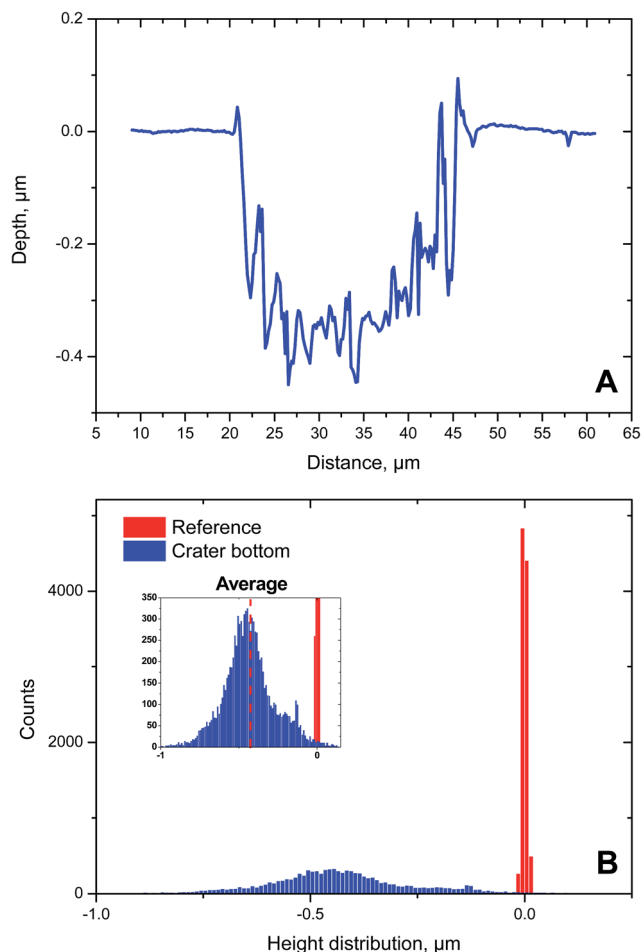 0.2
0.0
-0.2
-0.4
Depth, µm
A
5 10 15 20 25 30 35 40 45 50 55 60 65
Distance, µm
Reference
Crater bottom
Average
350
300
250
200
150
100
50
0
-1 0
4000
2000
0
Counts
B
-1.0 -0.5 0.0
Height distribution, µm